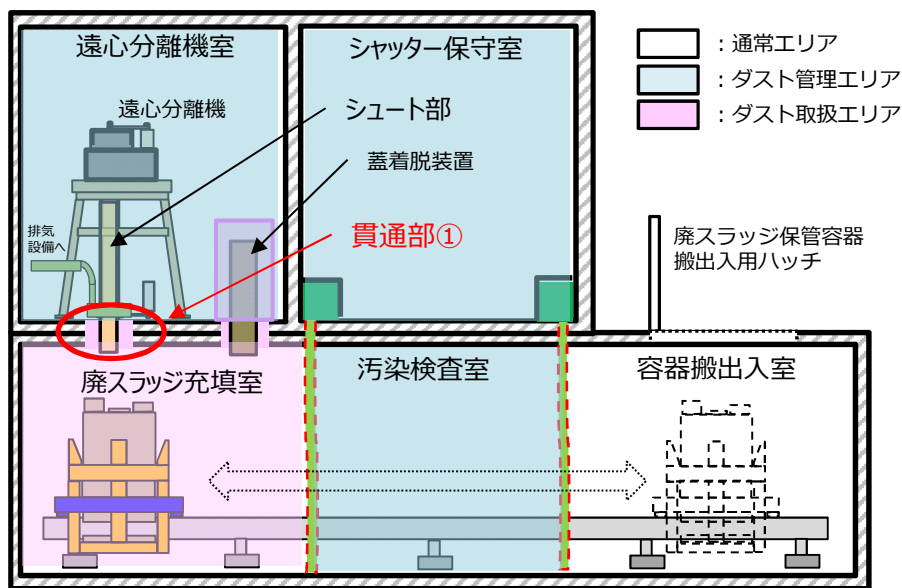 遠心分離機室
シャッター保守室
：通常エリア
：ダスト管理エリア
：ダスト取扱エリア
遠心分離機
シュート部
蓋着脱装置
排気
設備へ
貫通部①
廃スラッジ保管容器
搬出入用ハッチ
廃スラッジ充填室
汚染検査室
容器搬出入室